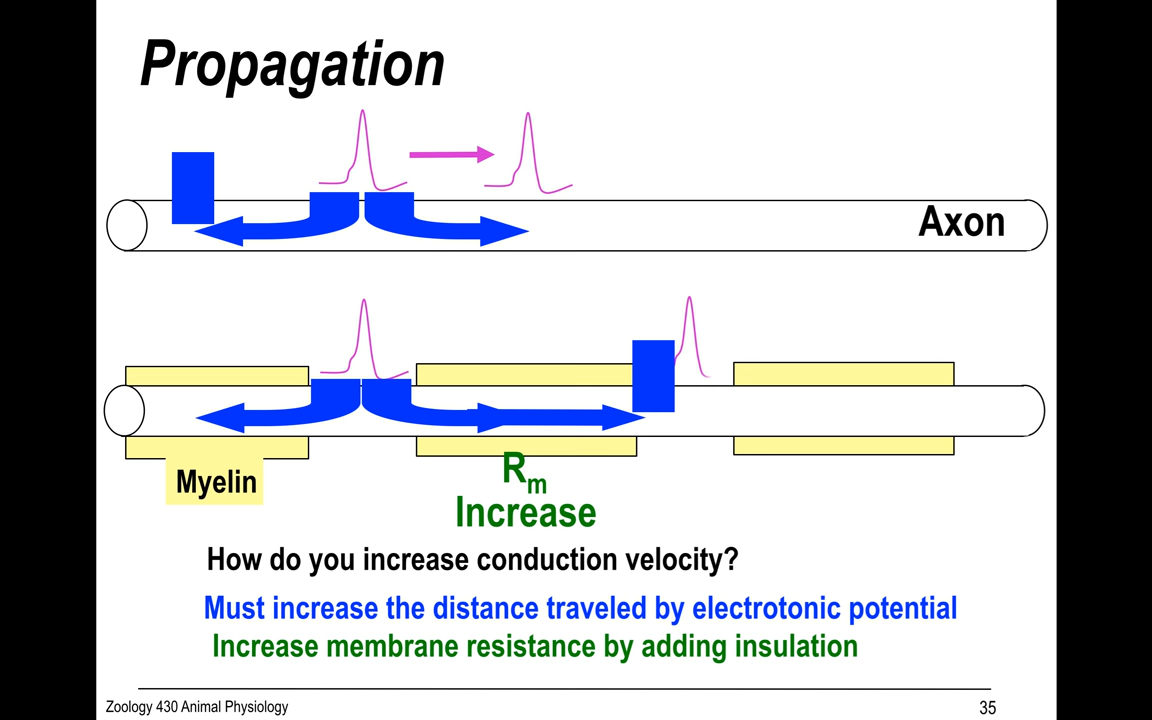 Propagation
Axon
Myelin
Rm
Increase
How do you increase conduction velocity?
Must increase the distance traveled by electrotonic potential
Increase membrane resistance by adding insulation
Zoology 430 Animal Physiology
35